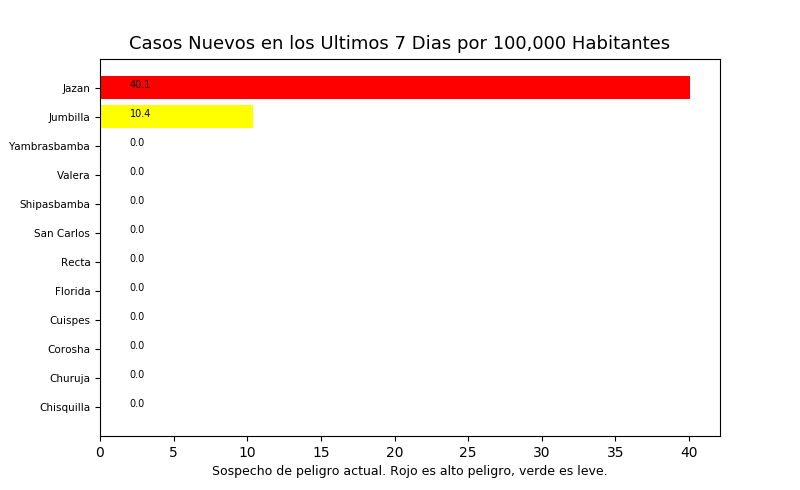 Casos Nuevos en los Ultimos 7 Dias por 100,000 Habitantes
Jazan 40.1
Jumbilla 10.4
Yambrasbamba 0.0
Valera 0.0
Shipasbamba 0.0
San Carlos 0.0
Recta 0.0
Florida 0.0
Cuispes 0.0
Corosha 0.0
Churuja 0.0
Chisquilla 0.0
0 5 10 15 20 25 30 35 40
Sospecho de peligro actual. Rojo es alto peligro, verde es leve.